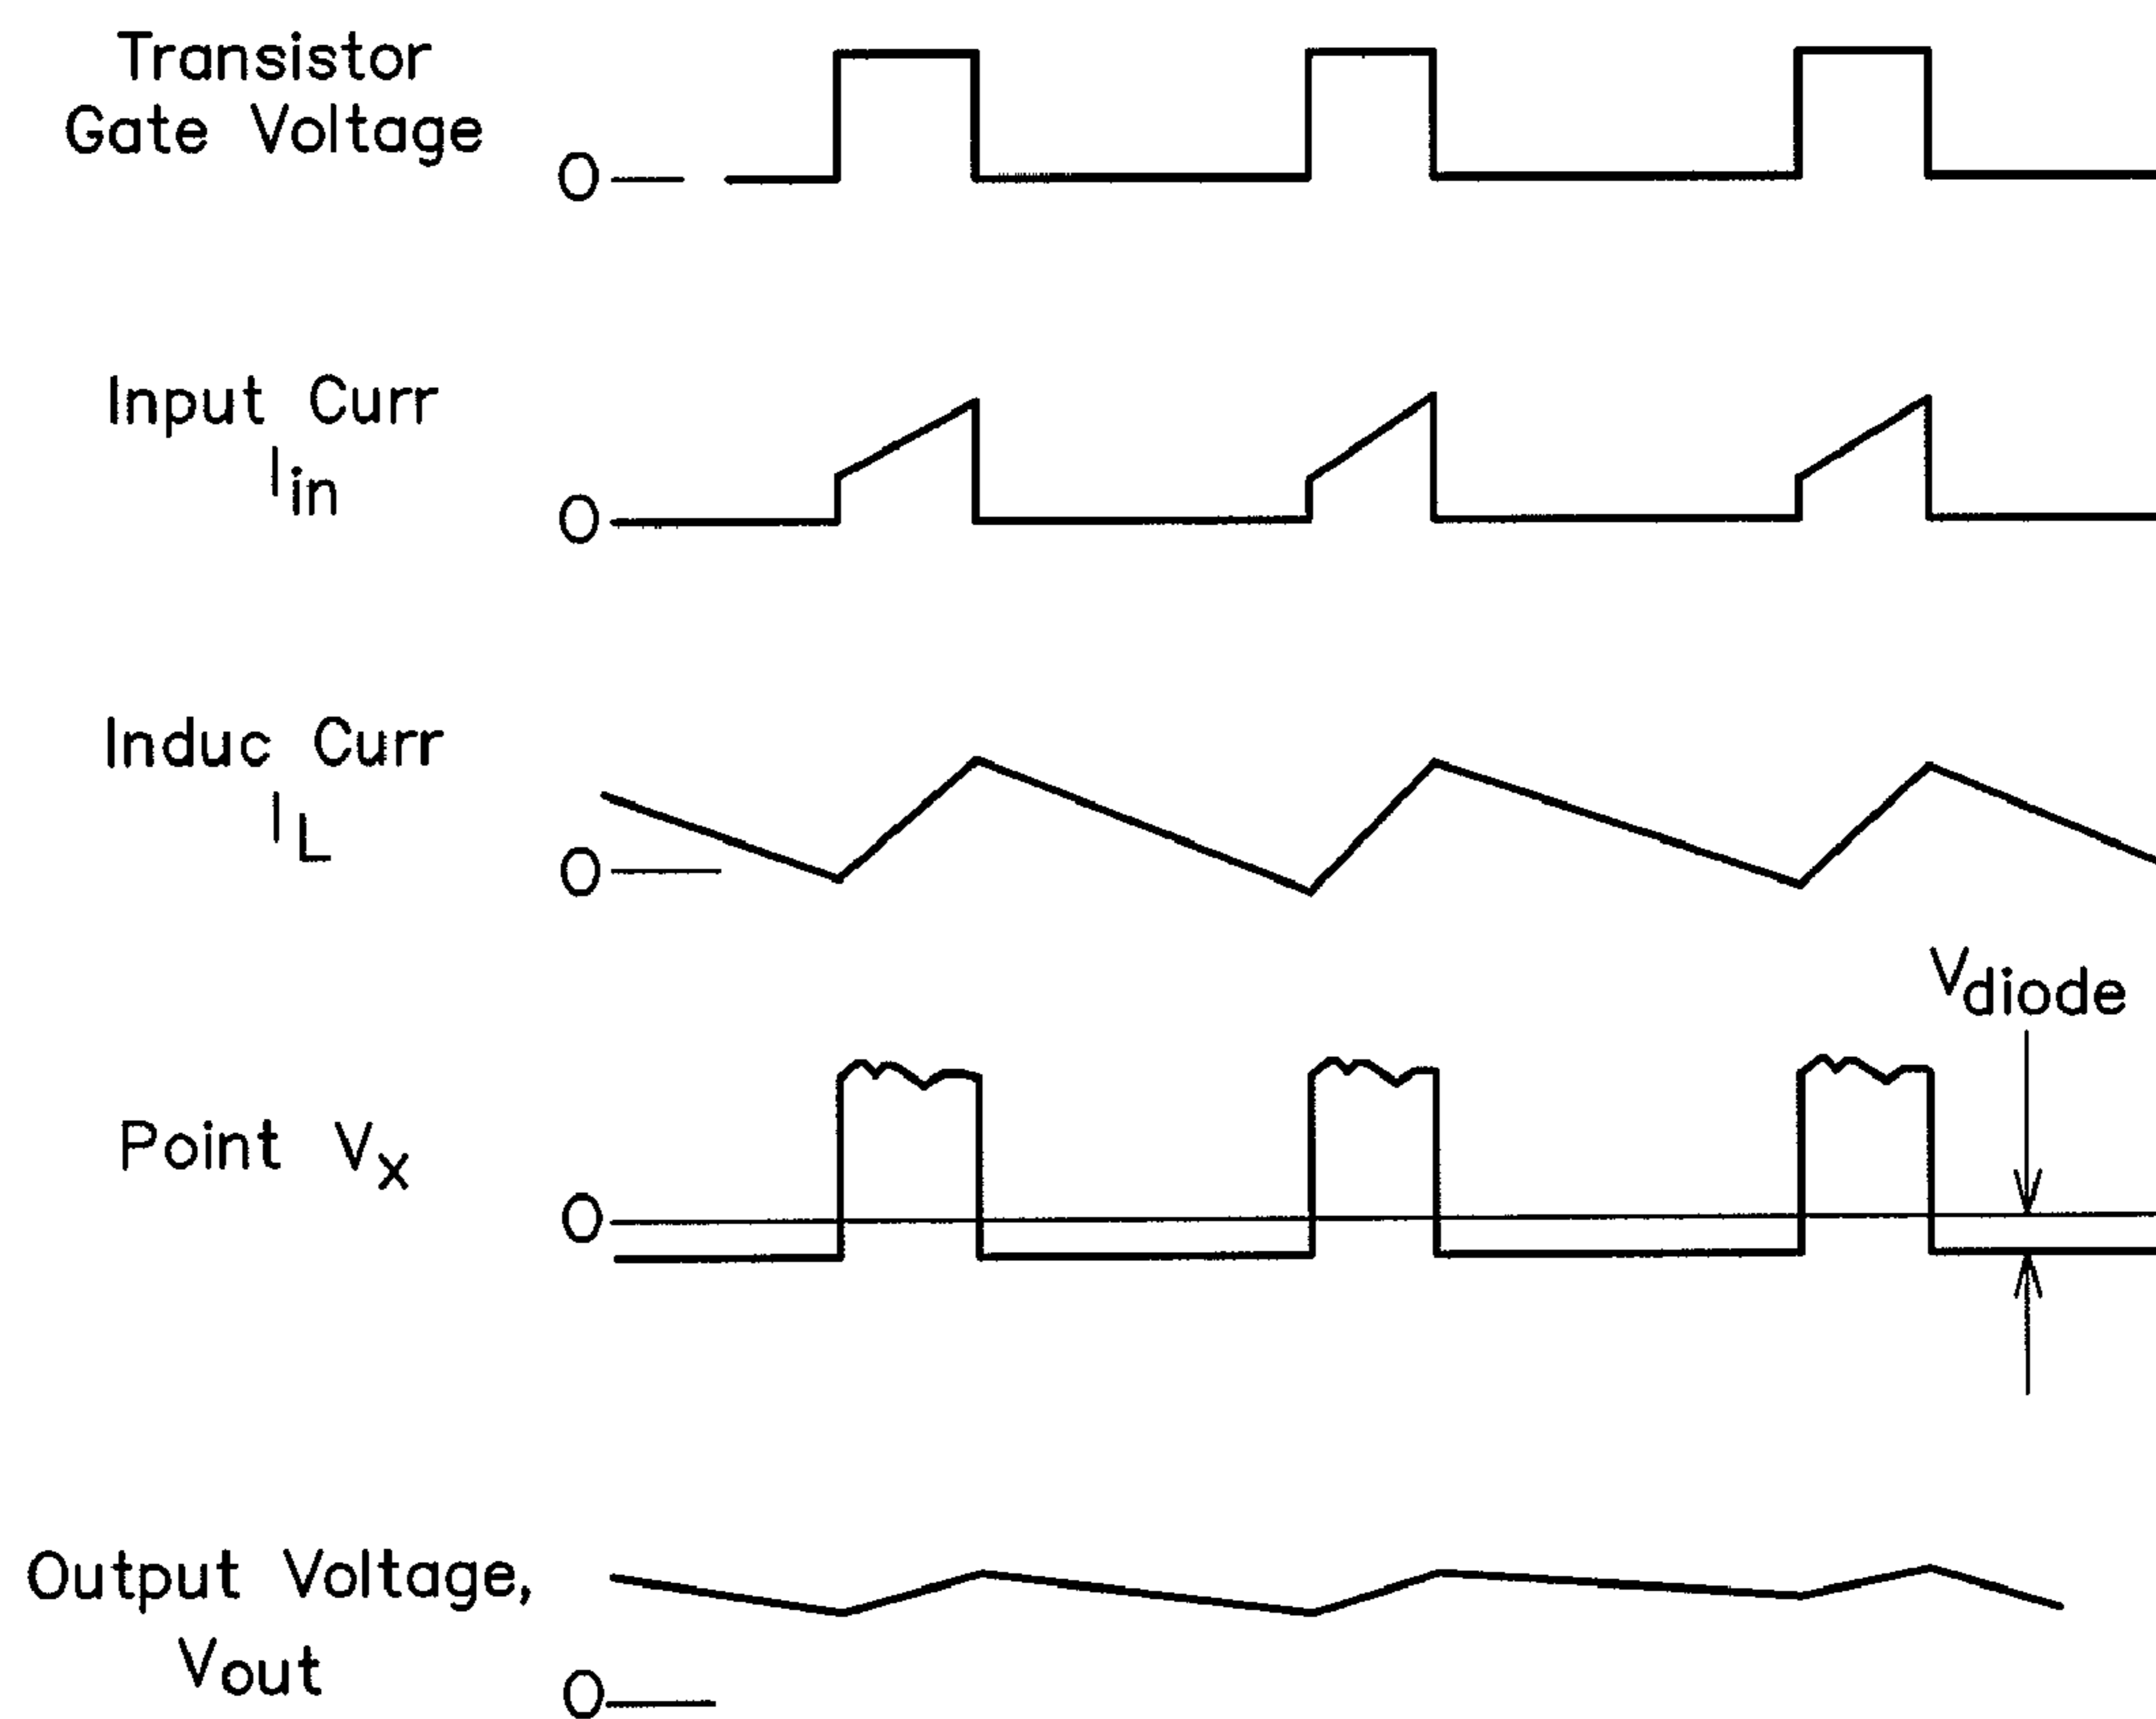 Transistor
Gate Voltage
0
Input Curr
Iin
0
Induc Curr
IL
0
Vdiode
Point Vx
0
Output Voltage,
Vout
0